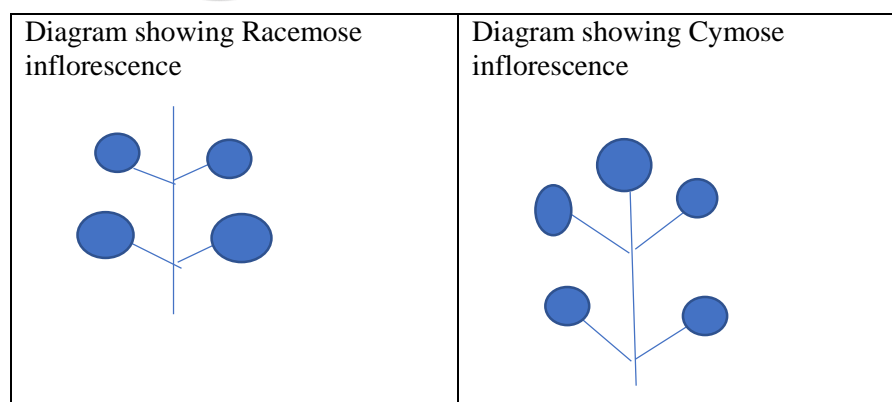 Diagram showing Racemose
inflorescence
Diagram showing Cymose
inflorescence